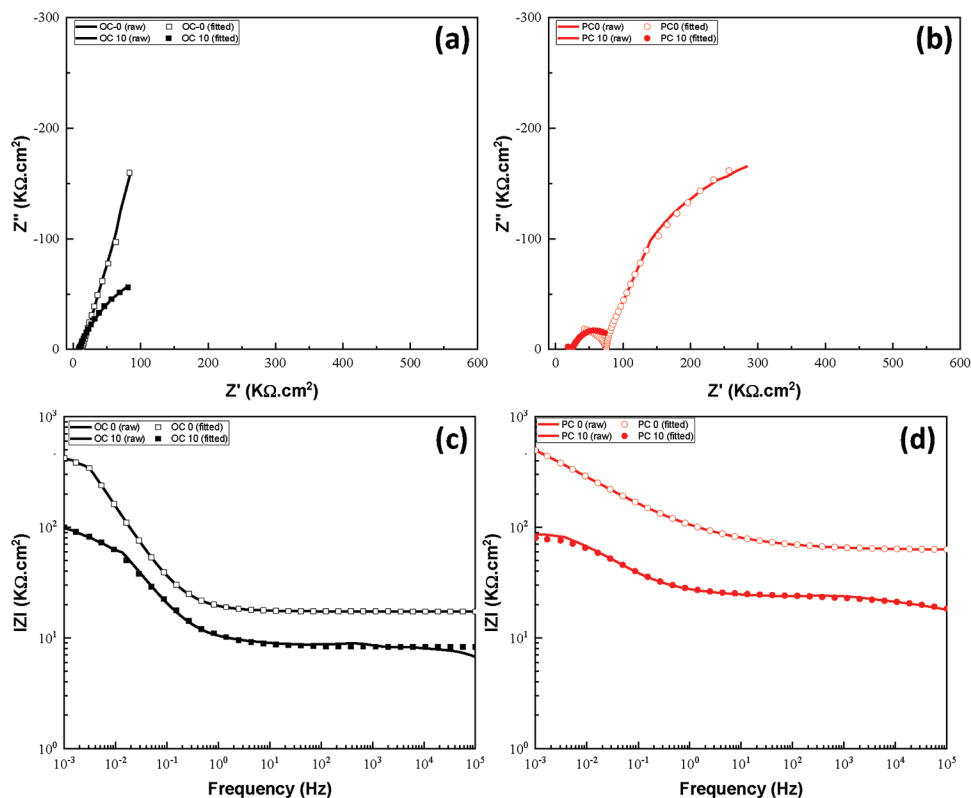 OC-0 (raw) OC-0 (fitted)
OC 10 (raw) OC 10 (fitted)
(a)
-300
-200
-100
0
Z'' (KΩ.cm²)
0 100 200 300 400 500 600
Z' (KΩ.cm²)
PC0 (raw) PC0 (fitted)
PC 10 (raw) PC 10 (fitted)
(b)
-300
-200
-100
0
Z'' (KΩ.cm²)
0 100 200 300 400 500 600
Z' (KΩ.cm²)
OC 0 (raw) OC 0 (fitted)
OC 10 (raw) OC 10 (fitted)
(c)
10³
10²
10¹
10⁰
IZI (KΩ.cm²)
10⁻³ 10⁻² 10⁻¹ 10⁰ 10¹ 10² 10³ 10⁴ 10⁵
Frequency (Hz)
PC 0 (raw) PC 0 (fitted)
PC 10 (raw) PC 10 (fitted)
(d)
10²
10¹
10⁰
IZI (KΩ.cm²)
10⁻³ 10⁻² 10⁻¹ 10⁰ 10¹ 10² 10³ 10⁴ 10⁵
Frequency (Hz)